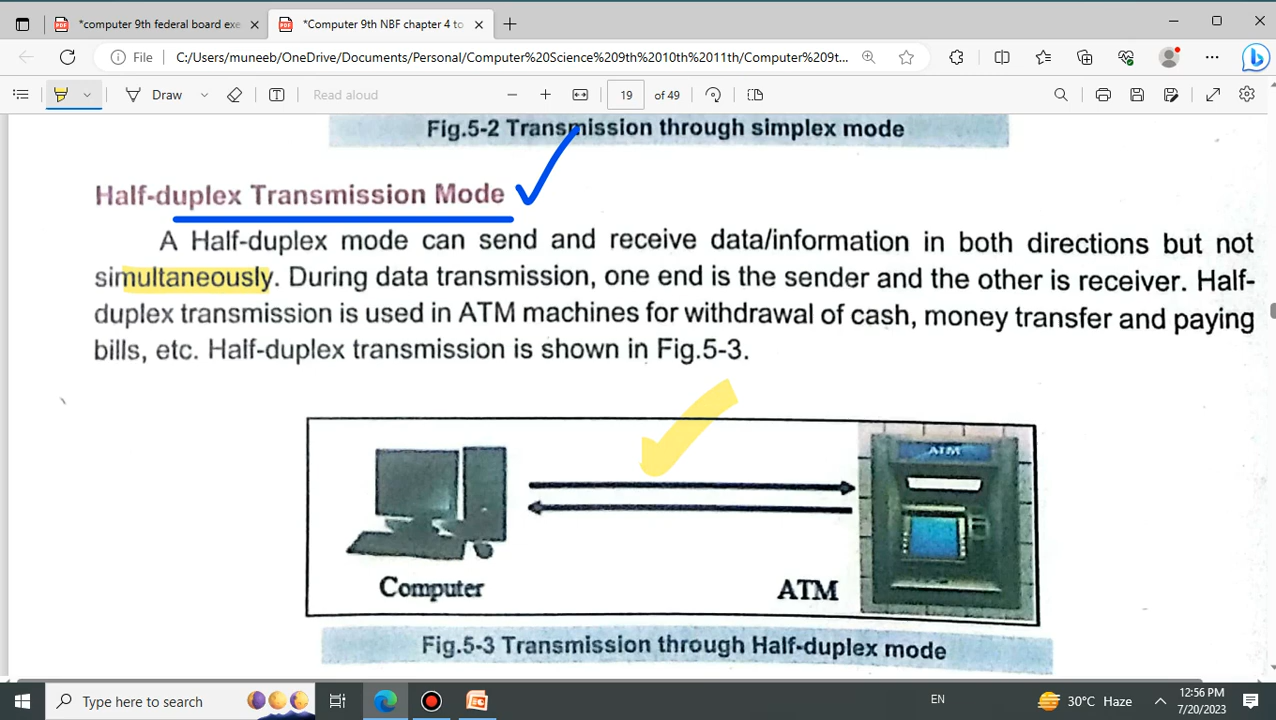 *computer 9th federal board exe
*Computer 9th NBF chapter 4 to
File
C:/Users/muneeb/OneDrive/Documents/Personal/Computer%20Science%209th%2010th%2011th/Computer%209t...
Draw
Read aloud
19 of 49
Fig.5-2 Transmission through simplex mode
Half-duplex Transmission Mode
A Half-duplex mode can send and receive data/information in both directions but not
simultaneously. During data transmission, one end is the sender and the other is receiver. Half-
duplex transmission is used in ATM machines for withdrawal of cash, money transfer and paying
bills, etc. Half-duplex transmission is shown in Fig.5-3.
ATM
Computer
ATM
Fig.5-3 Transmission through Half-duplex mode
Type here to search
EN
30°C Haze
12:56 PM
7/20/2023